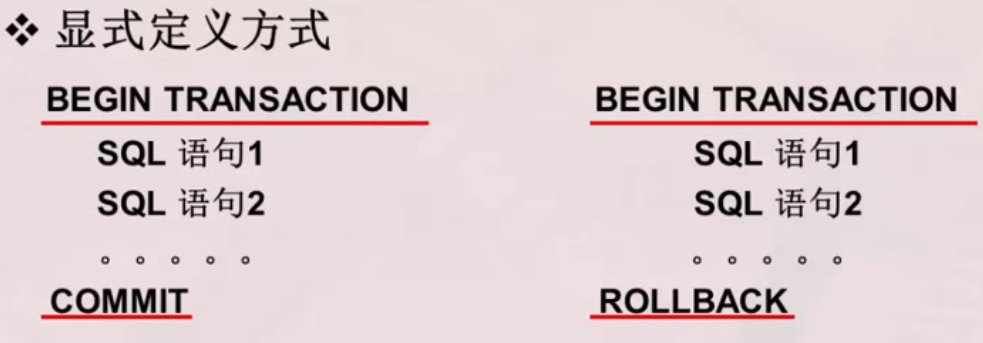 ❖ 显式定义方式
BEGIN TRANSACTION
SQL 语句1
SQL 语句2
。。。。。
COMMIT
BEGIN TRANSACTION
SQL 语句1
SQL 语句2
。。。。。
ROLLBACK